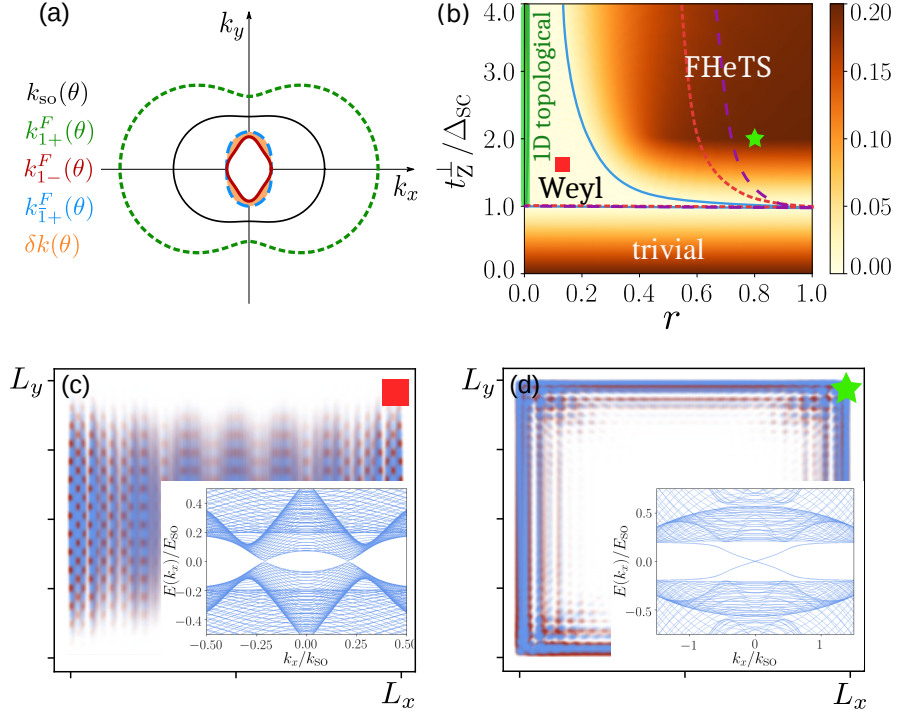 (a)
k_y
k_x
k_so(θ)
k^F_{1+}(θ)
k^F_{1-}(θ)
k^F_{1̄+}(θ)
δk(θ)
(b)
t^⊥_Z/Δ_SC
4.0
3.0
2.0
1.0
0.0
1D topological
Weyl
FHeTS
trivial
0.0 0.2 0.4 0.6 0.8 1.0
r
0.20
0.15
0.10
0.05
0.00
(c)
L_y
L_x
E(k_x)/E_SO
0.4
0.2
0.0
−0.2
−0.4
−0.50 −0.25 0.00 0.25 0.50
k_x/k_SO
(d)
L_y
L_x
E(k_x)/E_SO
0.5
0.0
−0.5
−1 0 1
k_x/k_SO